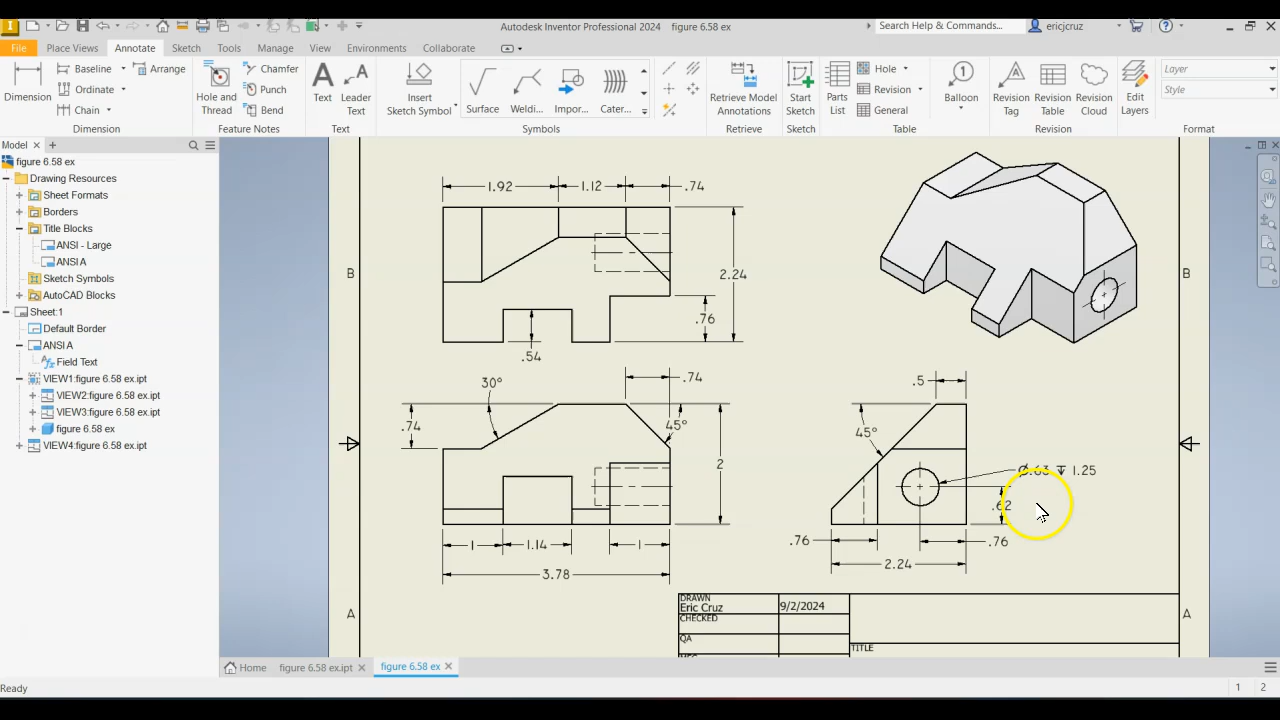 Autodesk Inventor Professional 2024 figure 6.58 ex
Search Help & Commands...
ericjcruz
File Place Views Annotate Sketch Tools Manage View Environments Collaborate
Dimension
Baseline
Ordinate
Chain
Arrange
Dimension
Hole and Thread
Chamfer
Punch
Bend
Feature Notes
Text
Leader Text
Text
Insert Sketch Symbol
Surface
Weldi...
Impor...
Cater...
Symbols
Retrieve Model Annotations
Retrieve
Start Sketch
Sketch
Parts List
Hole
Revision
General
Table
Balloon
Revision Tag
Revision Table
Revision Cloud
Revision
Edit Layers
Layer
Style
Format
Model
figure 6.58 ex
Drawing Resources
Sheet Formats
Borders
Title Blocks
ANSI - Large
ANSI A
Sketch Symbols
AutoCAD Blocks
Sheet:1
Default Border
ANSI A
Field Text
VIEW1:figure 6.58 ex.ipt
VIEW2:figure 6.58 ex.ipt
VIEW3:figure 6.58 ex.ipt
figure 6.58 ex
VIEW4:figure 6.58 ex.ipt
1.92 1.12 .74
B
B
2.24
.76
.54
30°
.74
.74
45°
2
1 1.14 1
3.78
.5
45°
Ø.63 ↧ 1.25
.62
.76
.76
2.24
A
A
DRAWN
Eric Cruz
9/2/2024
CHECKED
QA
TITLE
Home figure 6.58 ex.ipt figure 6.58 ex
Ready
1 2